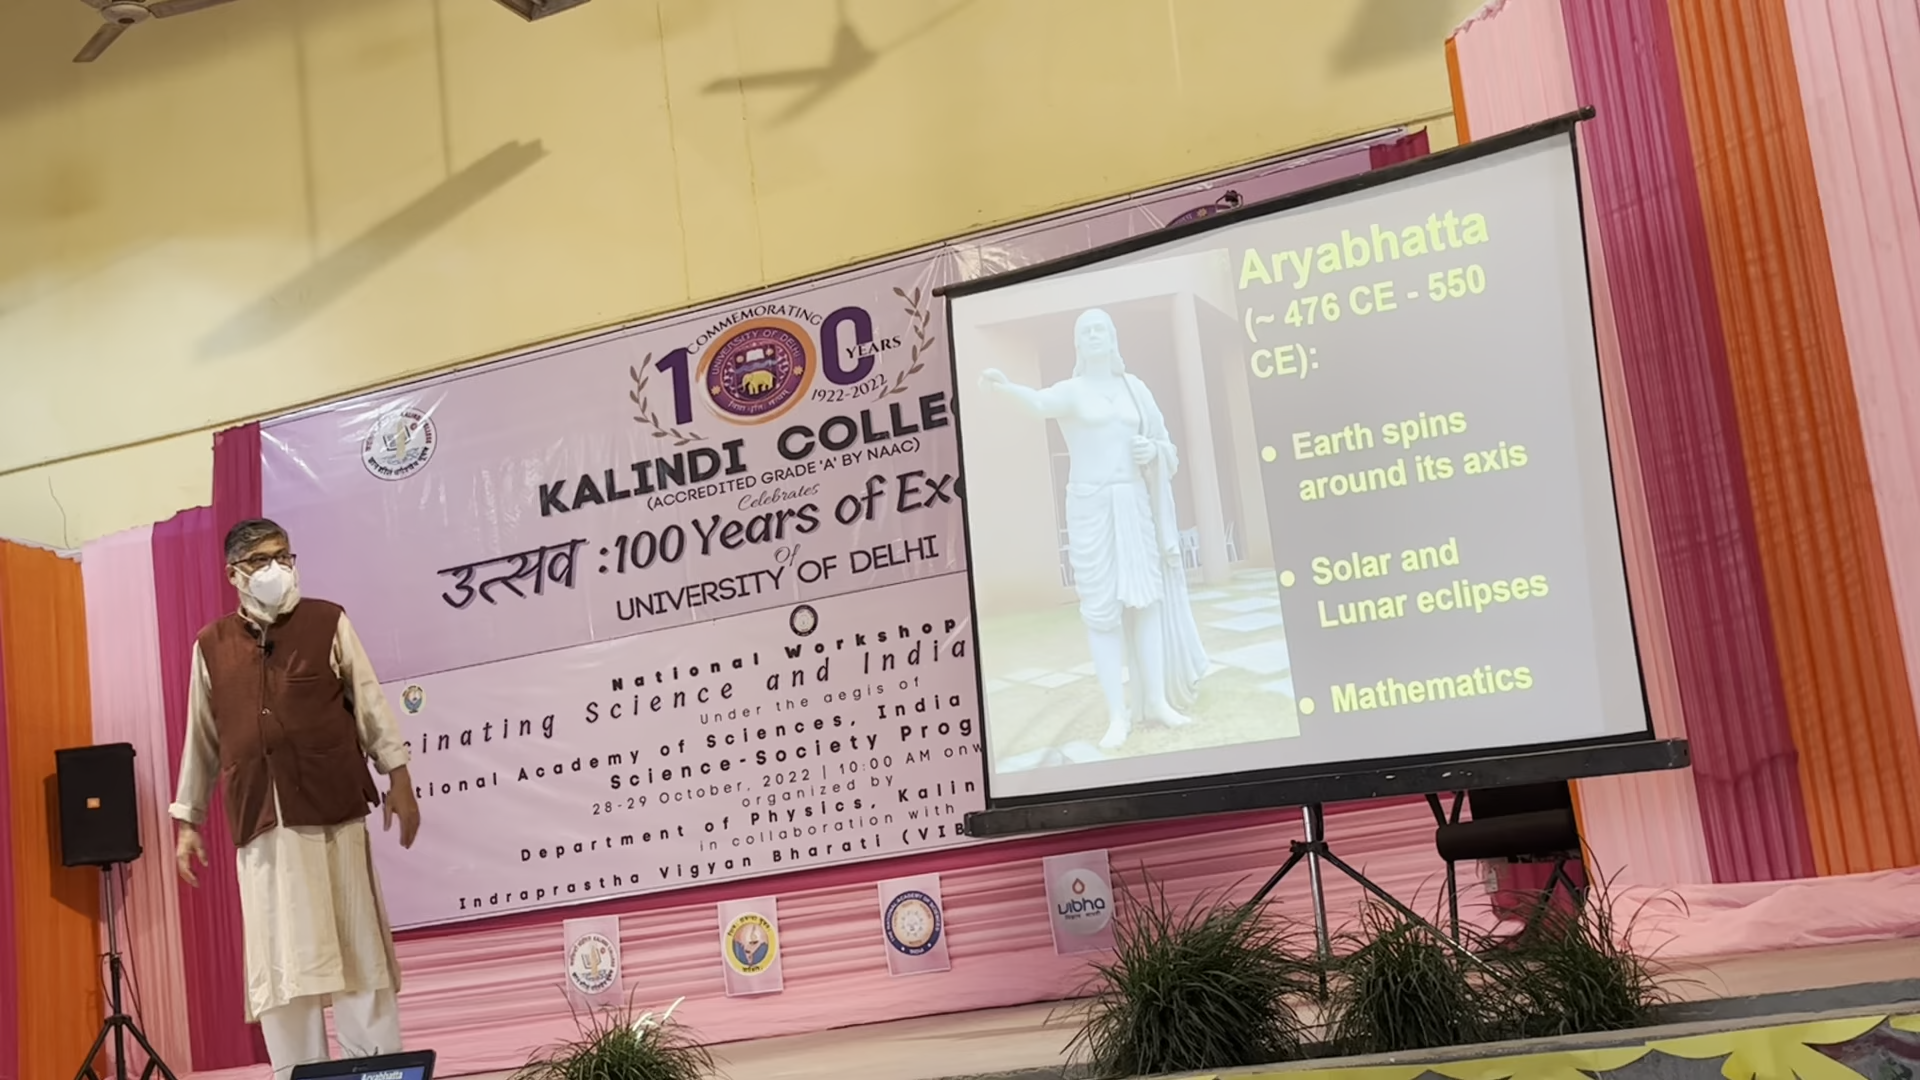 COMMEMORATING
100
YEARS
1922-2022
UNIVERSITY OF DELHI
KALINDI COLLE
(ACCREDITED GRADE 'A' BY NAAC)
Celebrates
उत्सव :100 Years of Ex
Of
UNIVERSITY OF DELHI
National Workshop
cinating Science and India
Under the aegis of
tional Academy of Sciences, India
Science-Society Prog
28-29 October, 2022 | 10:00 AM onw
organized by
Department of Physics, Kalin
in collaboration with
Indraprastha Vigyan Bharati (VIB
Aryabhatta
(~ 476 CE - 550
CE):
• Earth spins
around its axis
• Solar and
Lunar eclipses
• Mathematics
vibha
JBL
Aryabhatta